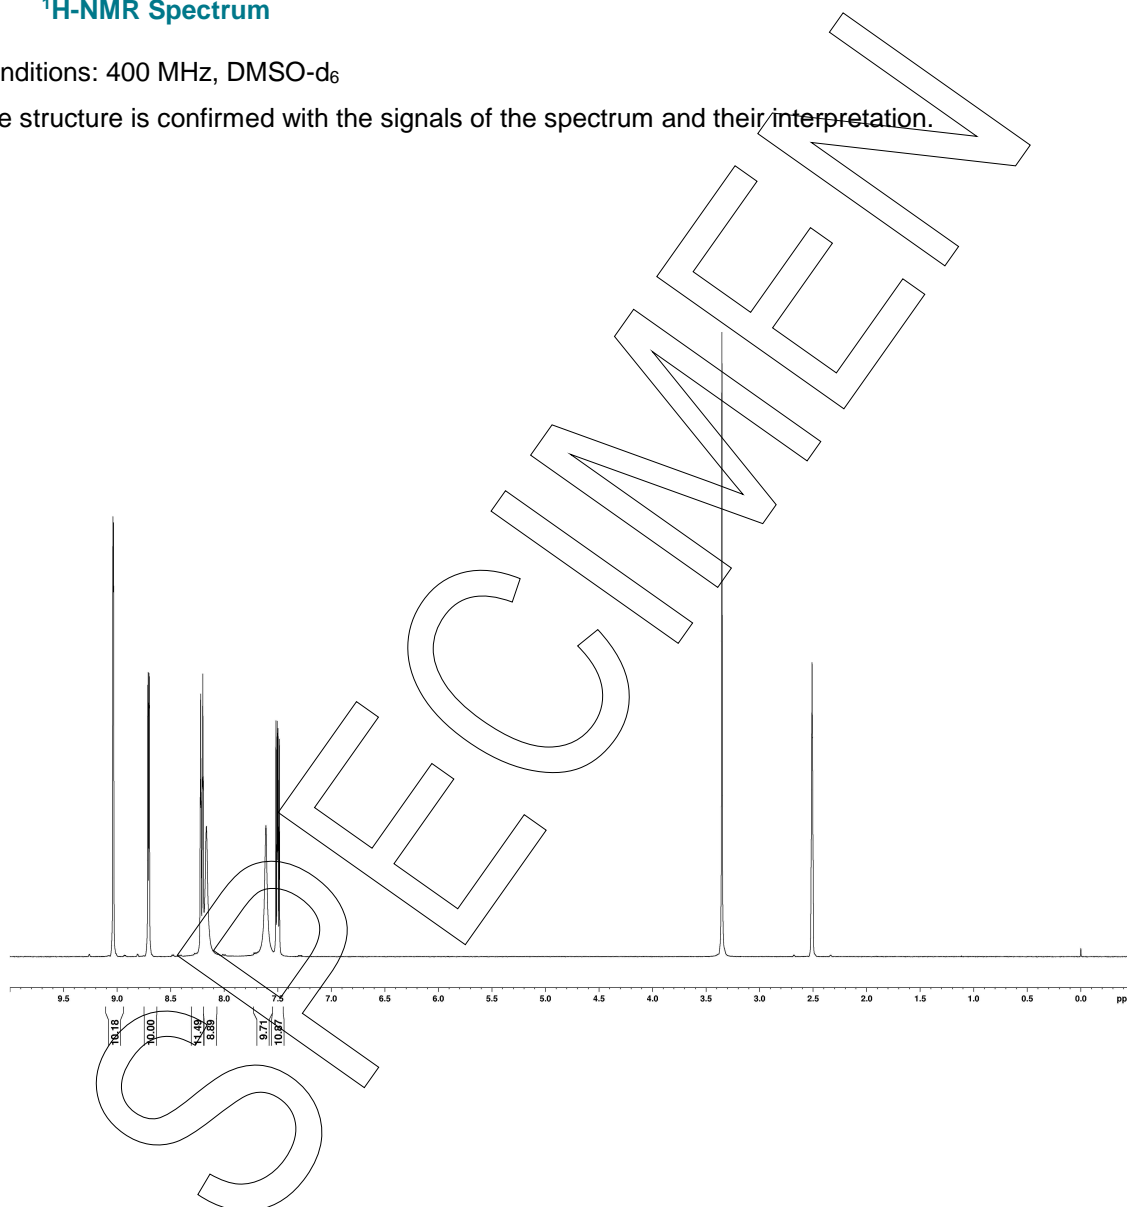 ¹H-NMR Spectrum
nditions: 400 MHz, DMSO-d₆
e structure is confirmed with the signals of the spectrum and their interpretation.
SPECIMEN
9.5 9.0 8.5 8.0 7.5 7.0 6.5 6.0 5.5 5.0 4.5 4.0 3.5 3.0 2.5 2.0 1.5 1.0 0.5 0.0 pp
10.18 10.00 11.49 8.89 9.71 10.87